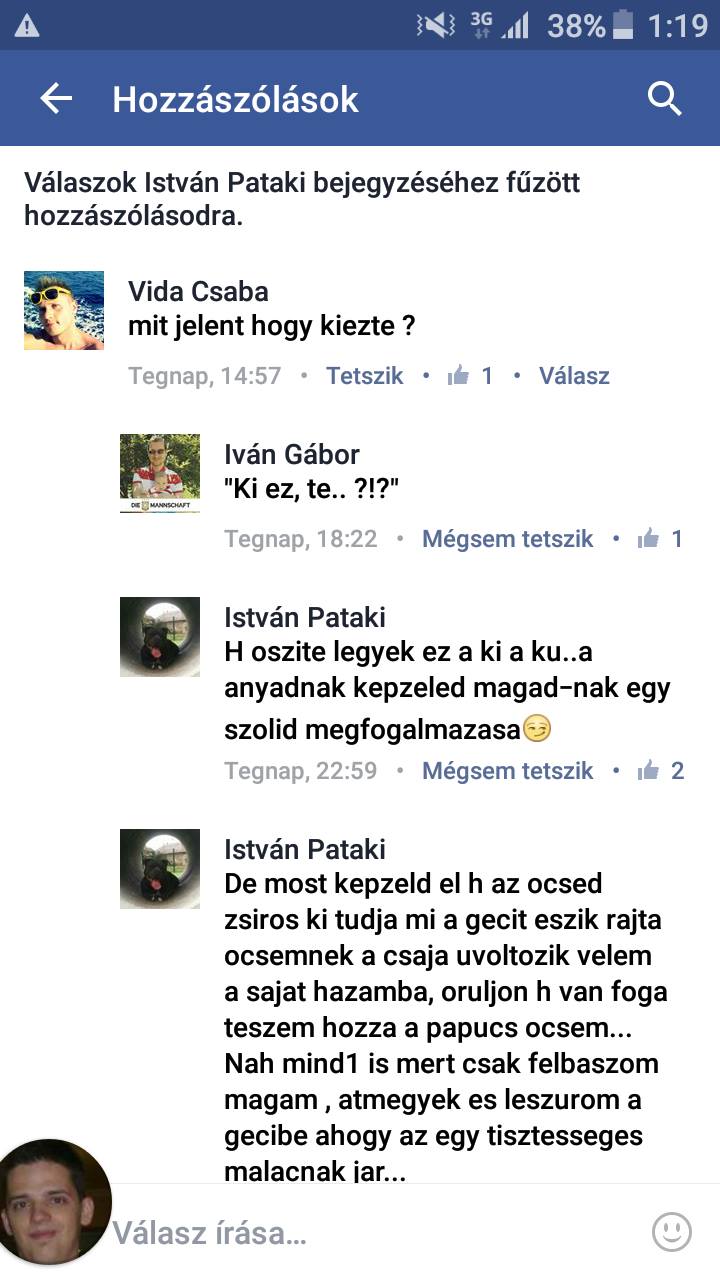 3G 38% 1:19
Hozzászólások
Válaszok István Pataki bejegyzéséhez fűzött
hozzászólásodra.
Vida Csaba
mit jelent hogy kiezte ?
Tegnap, 14:57 • Tetszik • 1 • Válasz
DIE MANNSCHAFT
Iván Gábor
"Ki ez, te.. ?!?"
Tegnap, 18:22 • Mégsem tetszik • 1
István Pataki
H oszite legyek ez a ki a ku..a
anyadnak kepzeled magad-nak egy
szolid megfogalmazasa😏
Tegnap, 22:59 • Mégsem tetszik • 2
István Pataki
De most kepzeld el h az ocsed
zsiros ki tudja mi a gecit eszik rajta
ocsemnek a csaja uvoltozik velem
a sajat hazamba, oruljon h van foga
teszem hozza a papucs ocsem...
Nah mind1 is mert csak felbaszom
magam , atmegyek es leszurom a
gecibe ahogy az egy tisztesseges
malacnak jar...
Válasz írása...